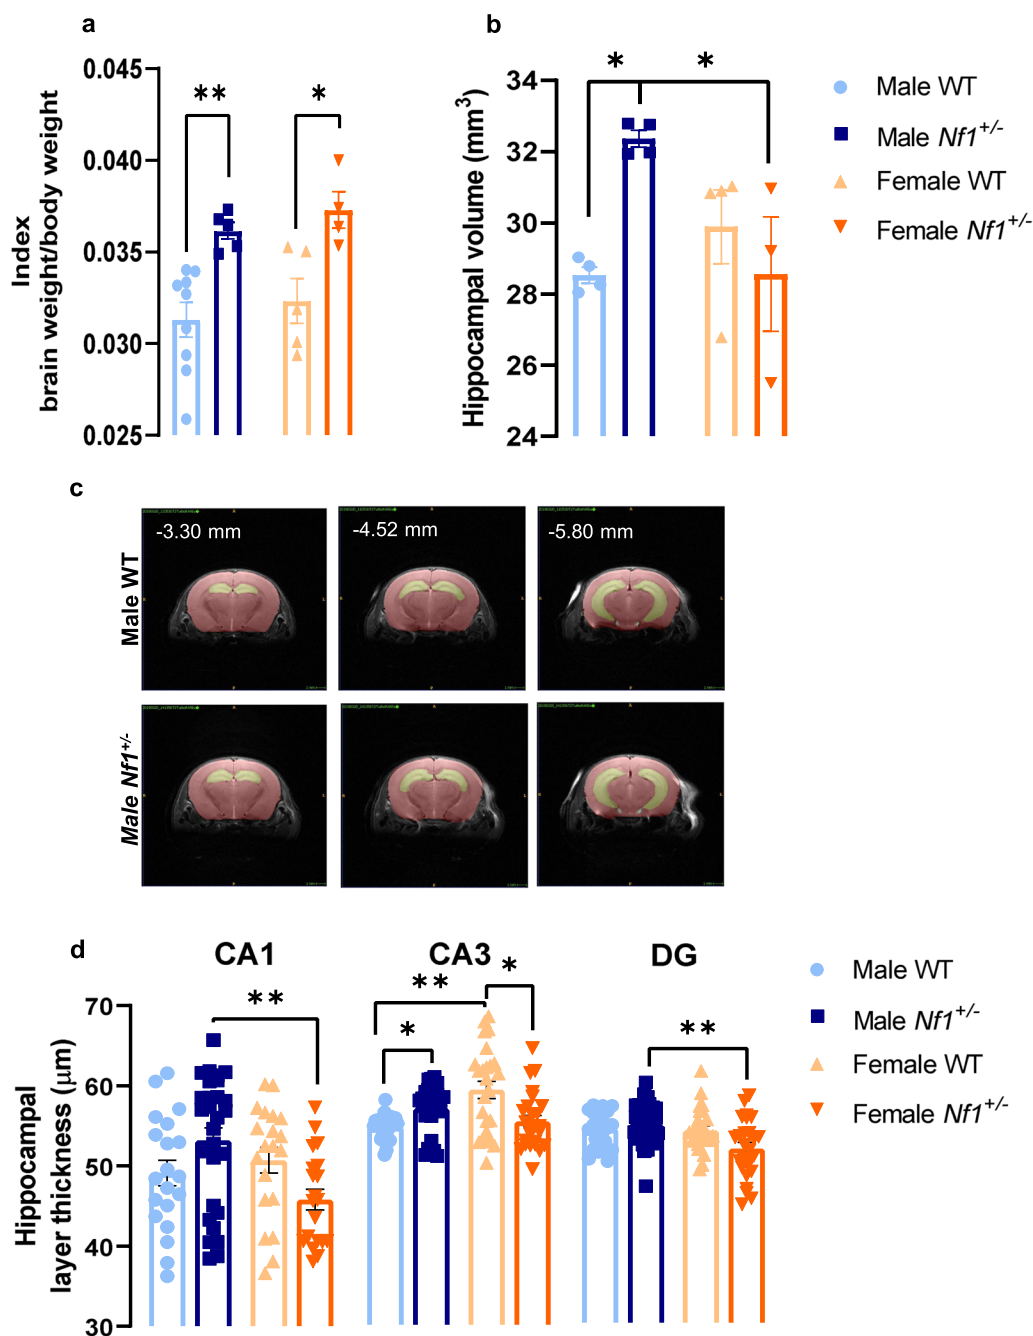 a
0.045
0.040
0.035
0.030
0.025
Index
brain weight/body weight
**
*
b
34
32
30
28
26
24
Hippocampal volume (mm³)
*
*
Male WT
Male Nf1+/-
Female WT
Female Nf1+/-
c
-3.30 mm
-4.52 mm
-5.80 mm
Male WT
Male Nf1+/-
d
CA1
CA3
DG
70
60
50
40
30
Hippocampal
layer thickness (μm)
**
**
*
*
**
Male WT
Male Nf1+/-
Female WT
Female Nf1+/-